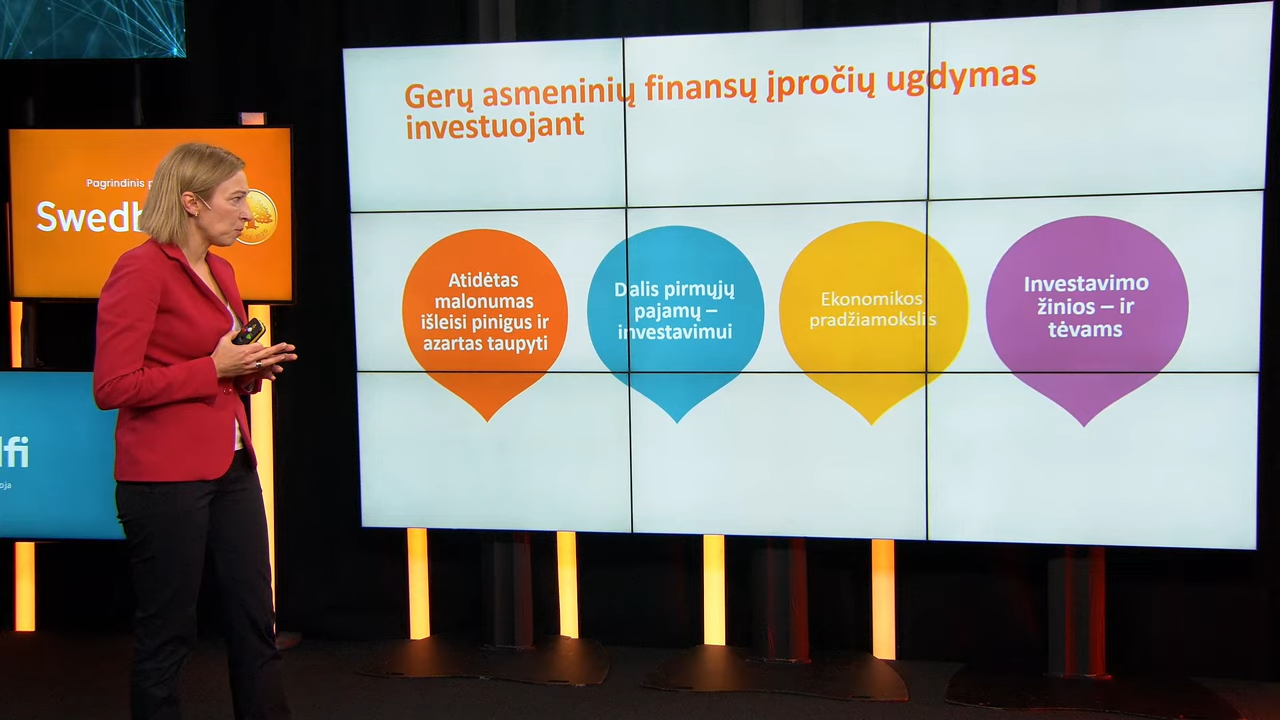 Gerų asmeninių finansų įpročių ugdymas
investuojant
Pagrindinis
Atidėtas
malonumas
išleisi pinigus ir
azartas taupyti
Dalis pirmųjų
pajamų –
investavimui
Ekonomikos
pradžiamokslis
Investavimo
žinios – ir
tėvams